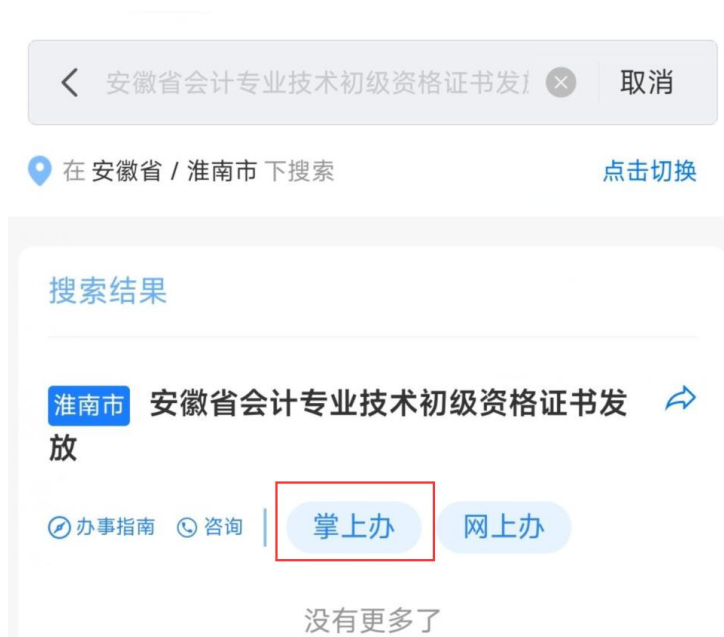 安徽省会计专业技术初级资格证书发 取消
在 安徽省 / 淮南市 下搜索 点击切换
搜索结果
淮南市 安徽省会计专业技术初级资格证书发
放
办事指南 咨询 掌上办 网上办
没有更多了